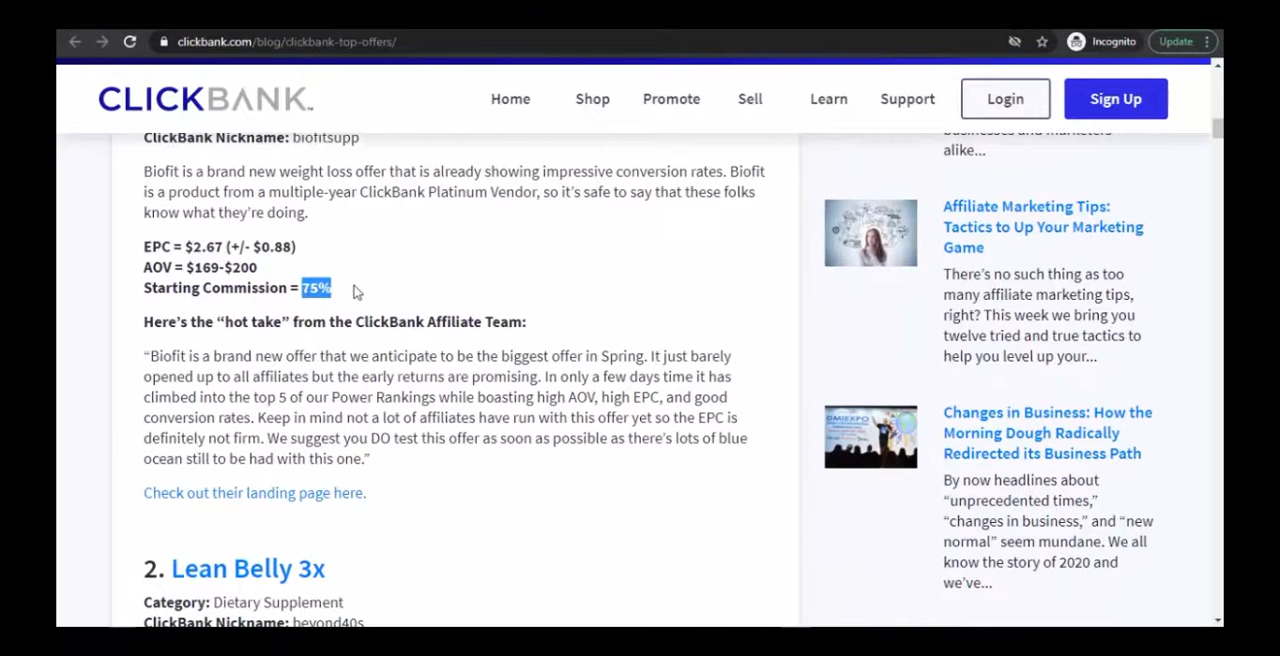 clickbank.com/blog/clickbank-top-offers/
Incognito
Update
CLICKBANK
Home
Shop
Promote
Sell
Learn
Support
Login
Sign Up
ClickBank Nickname: biofitsupp
Biofit is a brand new weight loss offer that is already showing impressive conversion rates. Biofit
is a product from a multiple-year ClickBank Platinum Vendor, so it's safe to say that these folks
know what they're doing.
EPC = $2.67 (+/- $0.88)
AOV = $169-$200
Starting Commission = 75%
Here's the "hot take" from the ClickBank Affiliate Team:
"Biofit is a brand new offer that we anticipate to be the biggest offer in Spring. It just barely
opened up to all affiliates but the early returns are promising. In only a few days time it has
climbed into the top 5 of our Power Rankings while boasting high AOV, high EPC, and good
conversion rates. Keep in mind not a lot of affiliates have run with this offer yet so the EPC is
definitely not firm. We suggest you DO test this offer as soon as possible as there's lots of blue
ocean still to be had with this one."
Check out their landing page here.
2. Lean Belly 3x
Category: Dietary Supplement
ClickBank Nickname: beyond40s
businesses and marketers
alike...
Affiliate Marketing Tips:
Tactics to Up Your Marketing
Game
There's no such thing as too
many affiliate marketing tips,
right? This week we bring you
twelve tried and true tactics to
help you level up your...
Changes in Business: How the
Morning Dough Radically
Redirected its Business Path
By now headlines about
"unprecedented times,"
"changes in business," and "new
normal" seem mundane. We all
know the story of 2020 and
we've...